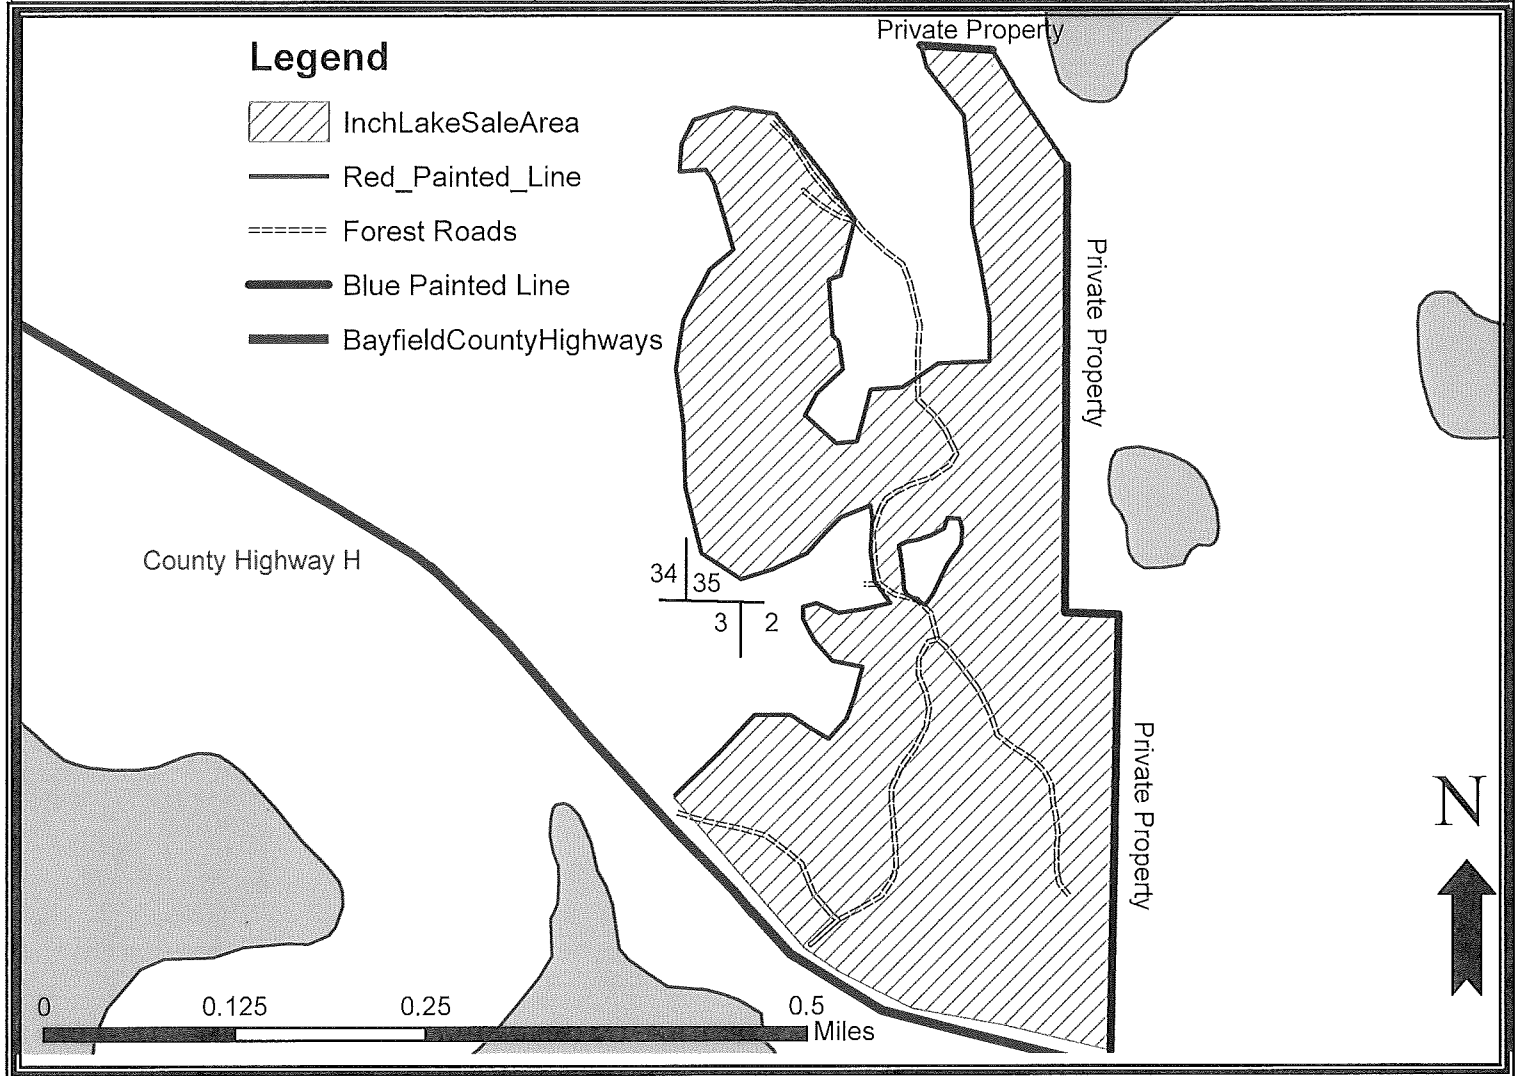 Private Property
Legend
InchLakeSaleArea
Red_Painted_Line
Forest Roads
Blue Painted Line
BayfieldCountyHighways
Private Property
County Highway H
34 35
3 2
Private Property
N
0 0.125 0.25 0.5
Miles